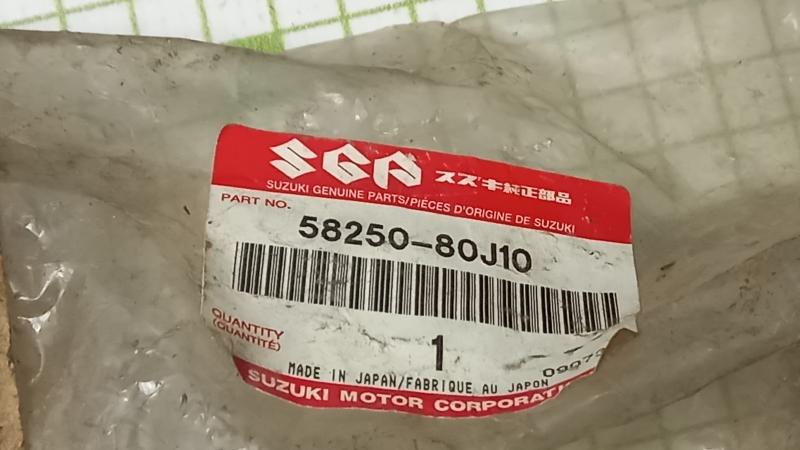 SGP スズキ純正部品
SUZUKI GENUINE PARTS/PIÈCES D'ORIGINE DE SUZUKI
PART NO.
58250-80J10
QUANTITY
(QUANTITÉ)
1
MADE IN JAPAN/FABRIQUE AU JAPON
SUZUKI MOTOR CORPORATION